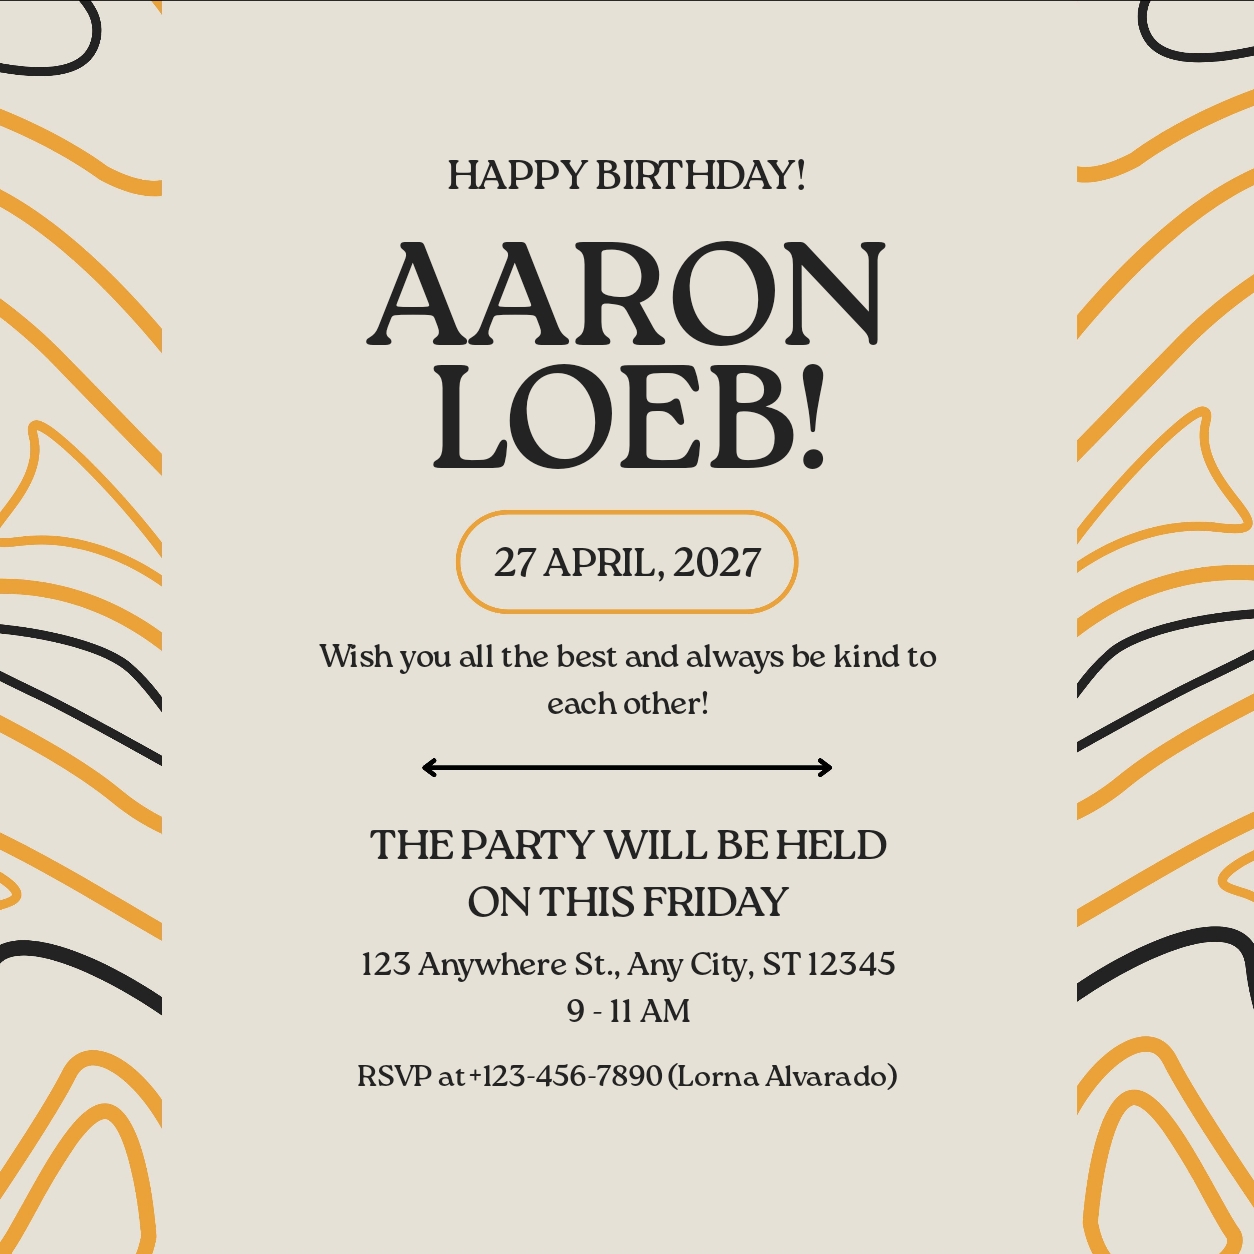 HAPPY BIRTHDAY!
AARON
LOEB!
27 APRIL, 2027
Wish you all the best and always be kind to
each other!
THE PARTY WILL BE HELD
ON THIS FRIDAY
123 Anywhere St., Any City, ST 12345
9 - 11 AM
RSVP at +123-456-7890 (Lorna Alvarado)